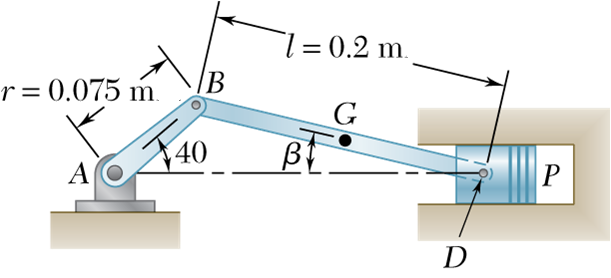 l = 0.2 m.
r = 0.075 m.
B
G
A
40
β
P
D